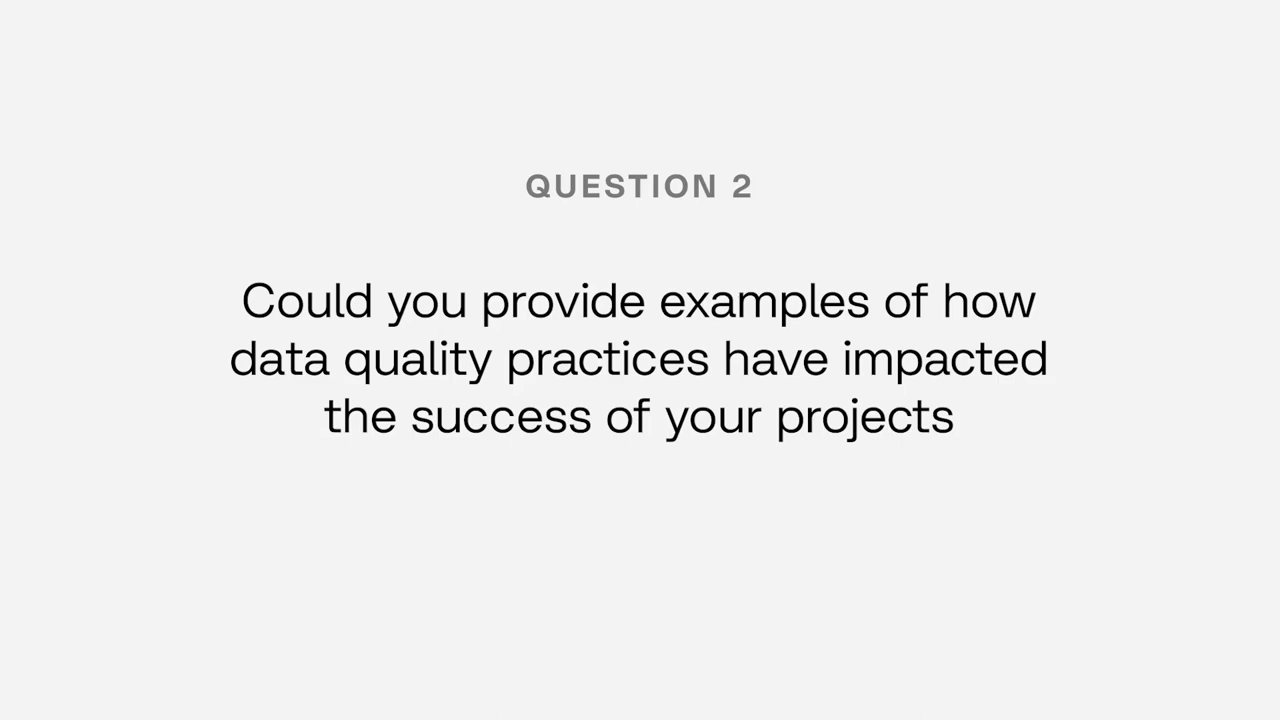 QUESTION 2
Could you provide examples of how
data quality practices have impacted
the success of your projects